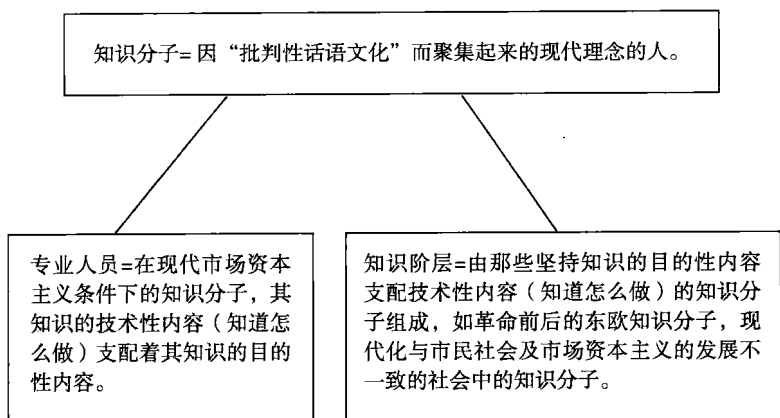 知识分子=因“批判性话语文化”而聚集起来的现代理念的人。
专业人员=在现代市场资本
主义条件下的知识分子，其
知识的技术性内容（知道怎
么做）支配着其知识的目的
性内容。
知识阶层=由那些坚持知识的目的性内容
支配技术性内容（知道怎么做）的知识分
子组成，如革命前后的东欧知识分子，现
代化与市民社会及市场资本主义的发展不
一致的社会中的知识分子。